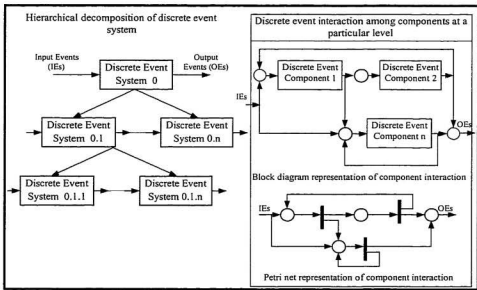 Hierarchical decomposition of discrete event
system
Input Events
(IEs)
Output
Events (OEs)
Discrete Event
System 0
Discrete Event
System 0.1
Discrete Event
System 0.n
Discrete Event
System 0.1.1
Discrete Event
System 0.1.n
Discrete event interaction among components at a
particular level
Discrete Event
Component 1
Discrete Event
Component 2
IEs
Discrete Event
Component n
OEs
Block diagram representation of component interaction
IEs
OEs
Petri net representation of component interaction